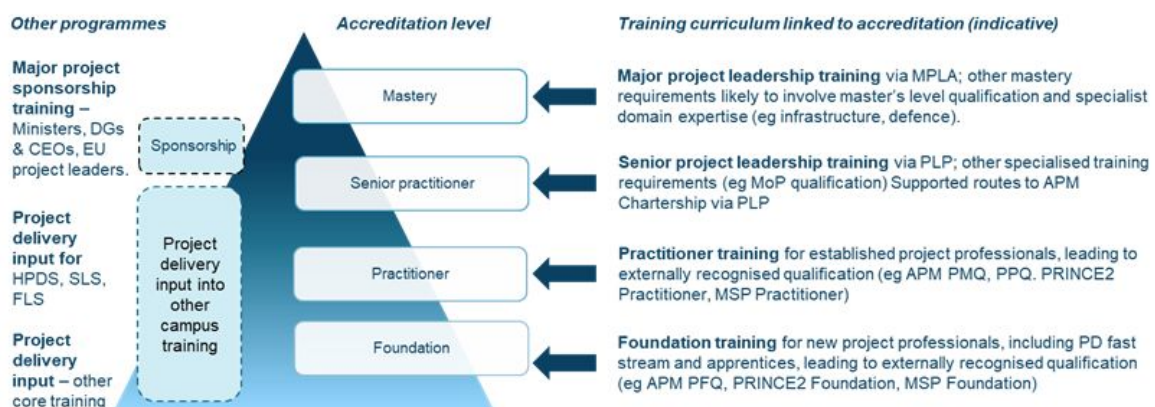 Other programmes
Accreditation level
Training curriculum linked to accreditation (indicative)
Major project
sponsorship
training –
Ministers, DGs
& CEOs, EU
project leaders.
Project
delivery
input for
HPDS, SLS,
FLS
Project
delivery
input – other
core training
Sponsorship
Project
delivery
input into
other
campus
training
Mastery
Senior practitioner
Practitioner
Foundation
Major project leadership training via MPLA; other mastery
requirements likely to involve master's level qualification and specialist
domain expertise (eg infrastructure, defence).
Senior project leadership training via PLP; other specialised training
requirements (eg MoP qualification) Supported routes to APM
Chartership via PLP
Practitioner training for established project professionals, leading to
externally recognised qualification (eg APM PMQ, PPQ. PRINCE2
Practitioner, MSP Practitioner)
Foundation training for new project professionals, including PD fast
stream and apprentices, leading to externally recognised qualification
(eg APM PFQ, PRINCE2 Foundation, MSP Foundation)